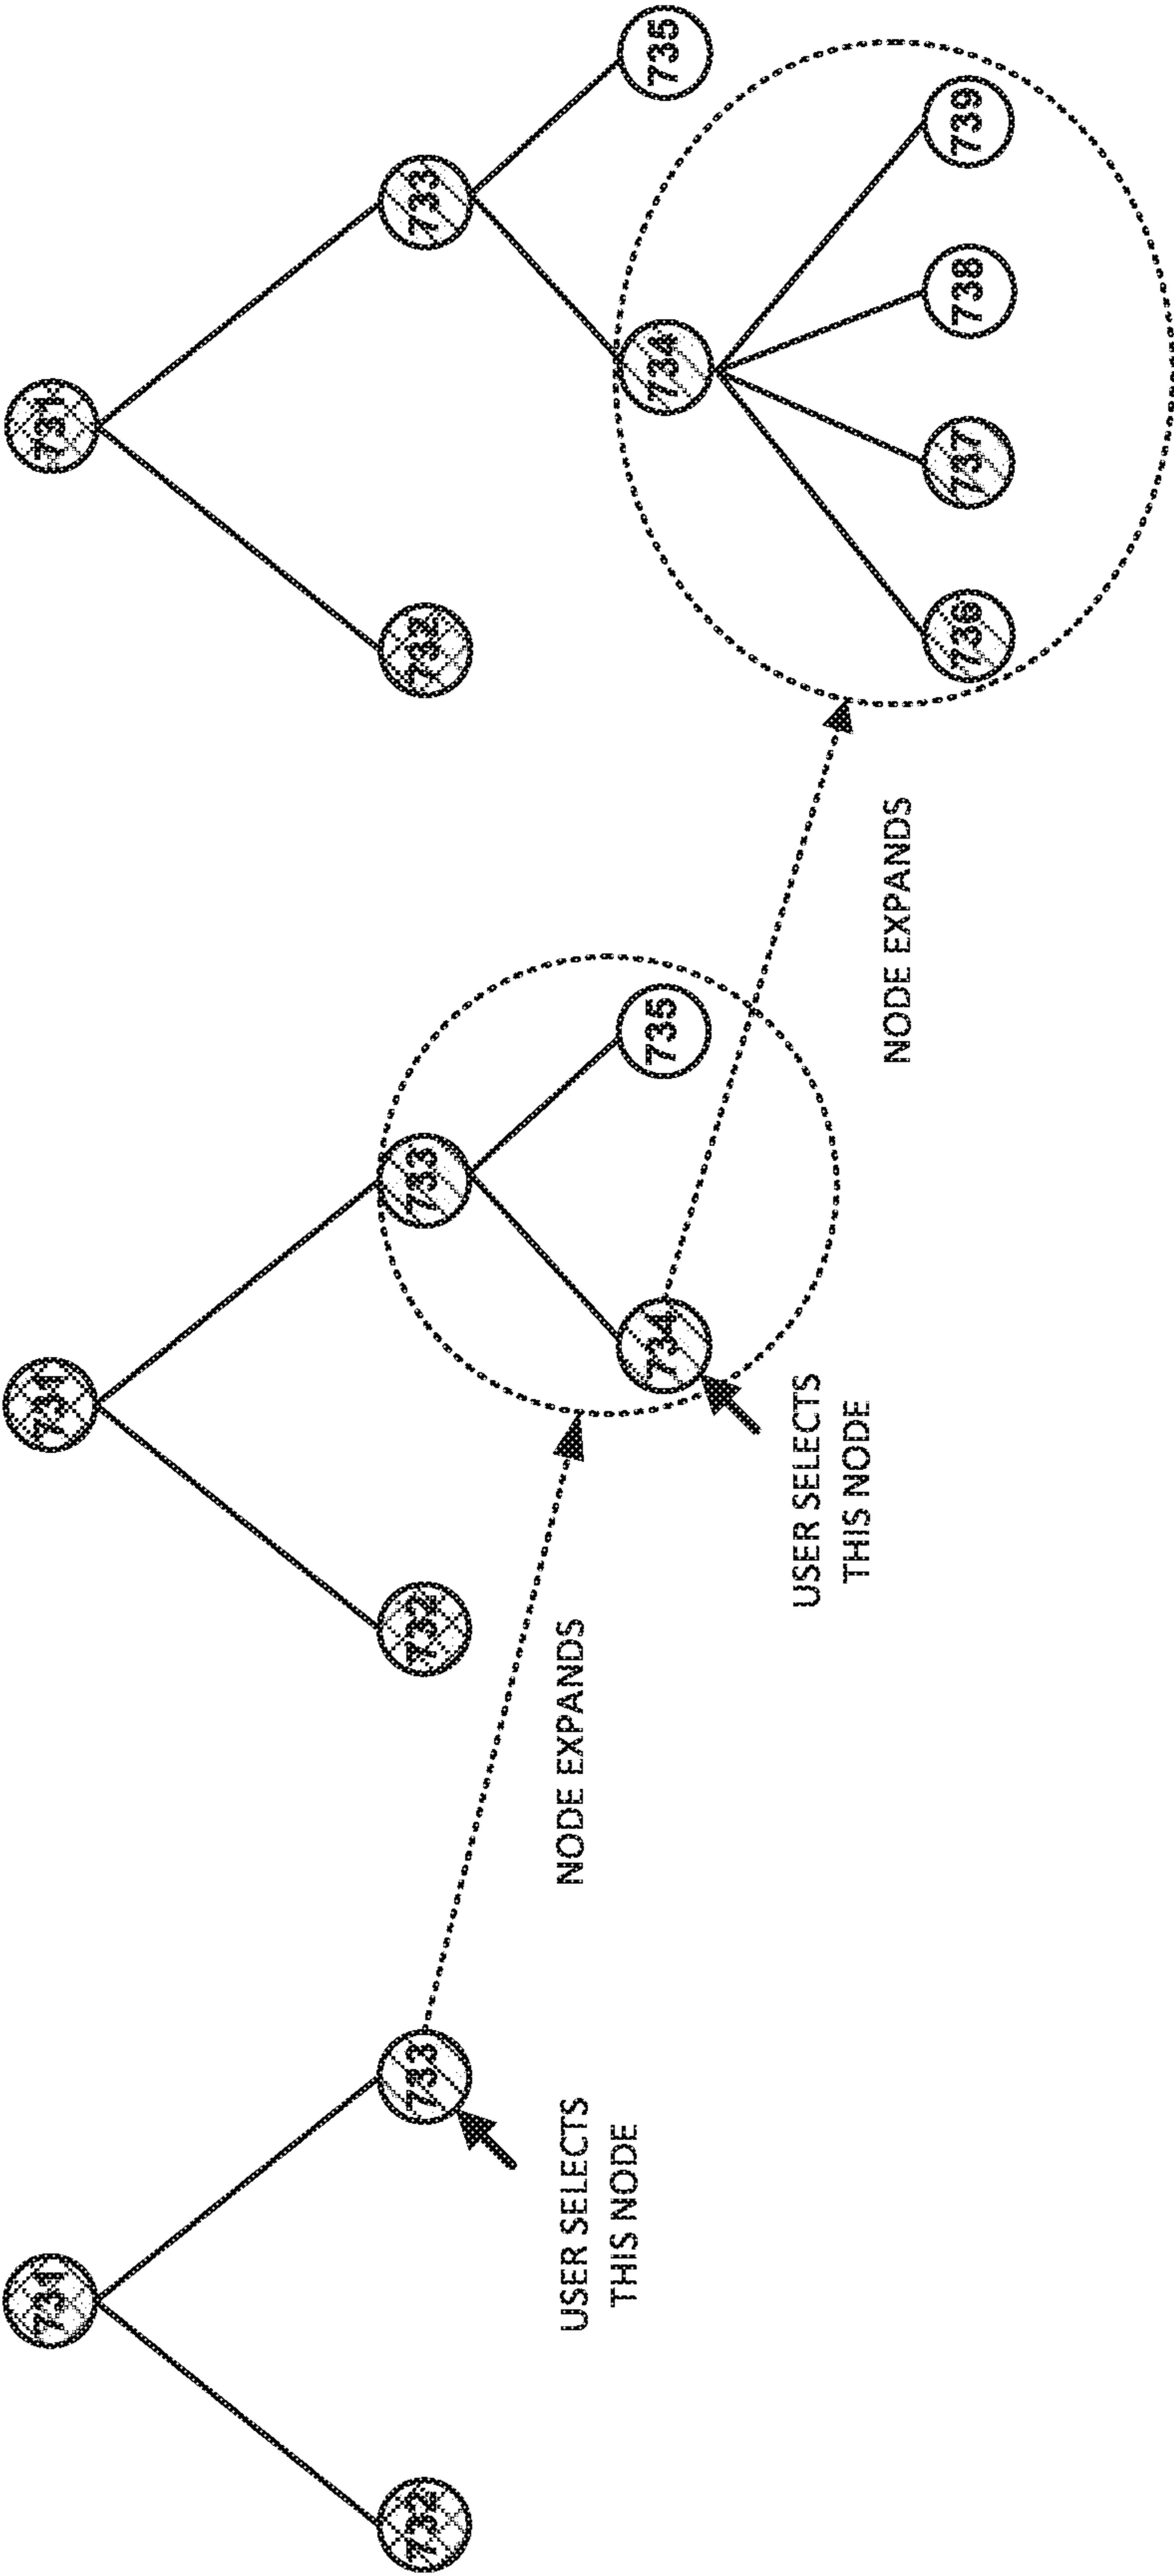 731
732
733
USER SELECTS
THIS NODE
NODE EXPANDS
731
732
733
734
735
USER SELECTS
THIS NODE
NODE EXPANDS
731
732
733
734
735
736
737
738
739